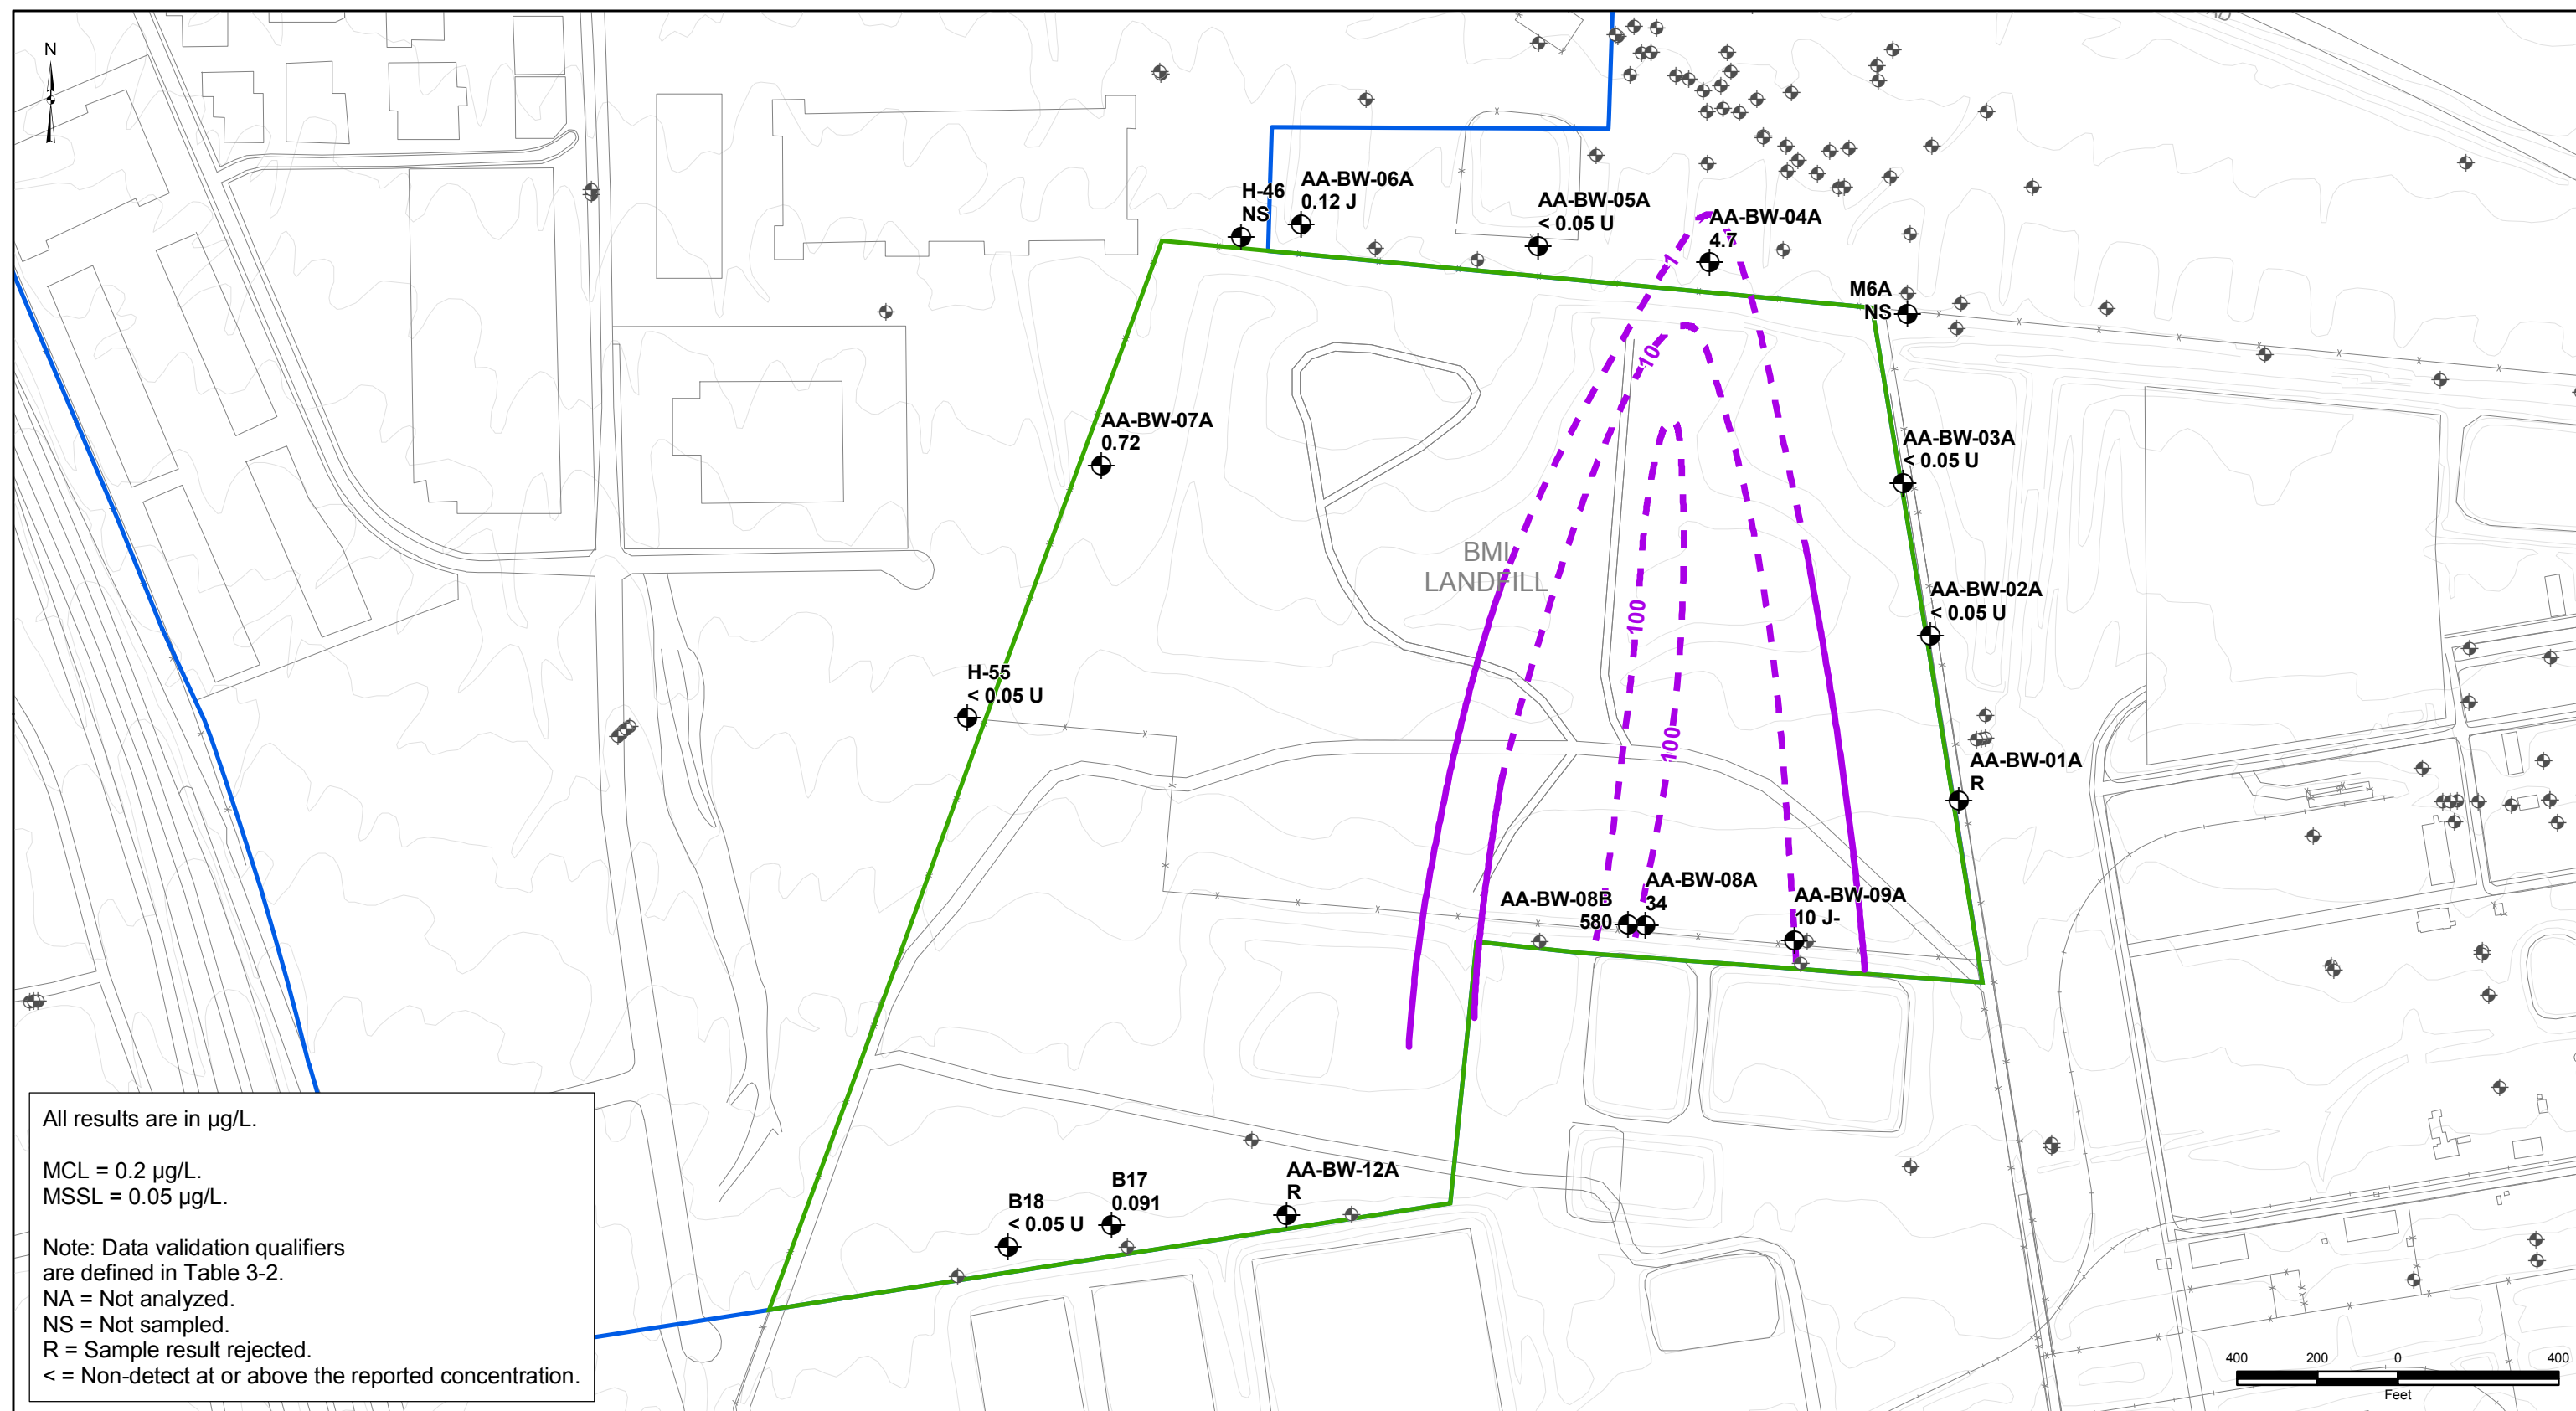 N
H-46
NS
AA-BW-06A
0.12 J
AA-BW-05A
< 0.05 U
AA-BW-04A
4.7
1
M6A
NS
10
AA-BW-07A
0.72
AA-BW-03A
< 0.05 U
BMI
LANDFILL
AA-BW-02A
< 0.05 U
100
H-55
< 0.05 U
100
AA-BW-01A
R
AA-BW-08B
580
AA-BW-08A
34
AA-BW-09A
10 J-
AA-BW-12A
R
B17
0.091
B18
< 0.05 U
All results are in µg/L.
MCL = 0.2 µg/L.
MSSL = 0.05 µg/L.
Note: Data validation qualifiers
are defined in Table 3-2.
NA = Not analyzed.
NS = Not sampled.
R = Sample result rejected.
< = Non-detect at or above the reported concentration.
400 200 0 400
Feet